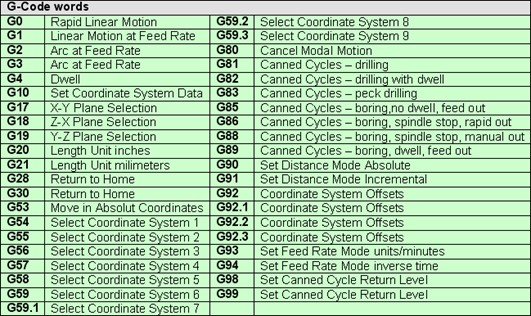 G-Code words
G0 Rapid Linear Motion G59.2 Select Coordinate System 8
G1 Linear Motion at Feed Rate G59.3 Select Coordinate System 9
G2 Arc at Feed Rate G80 Cancel Modal Motion
G3 Arc at Feed Rate G81 Canned Cycles – drilling
G4 Dwell G82 Canned Cycles – drilling with dwell
G10 Set Coordinate System Data G83 Canned Cycles – peck drilling
G17 X-Y Plane Selection G85 Canned Cycles – boring,no dwell, feed out
G18 Z-X Plane Selection G86 Canned Cycles – boring, spindle stop, rapid out
G19 Y-Z Plane Selection G88 Canned Cycles – boring, spindle stop, manual out
G20 Length Unit inches G89 Canned Cycles – boring, dwell, feed out
G21 Length Unit milimeters G90 Set Distance Mode Absolute
G28 Return to Home G91 Set Distance Mode Incremental
G30 Return to Home G92 Coordinate System Offsets
G53 Move in Absolut Coordinates G92.1 Coordinate System Offsets
G54 Select Coordinate System 1 G92.2 Coordinate System Offsets
G55 Select Coordinate System 2 G92.3 Coordinate System Offsets
G56 Select Coordinate System 3 G93 Set Feed Rate Mode units/minutes
G57 Select Coordinate System 4 G94 Set Feed Rate Mode inverse time
G58 Select Coordinate System 5 G98 Set Canned Cycle Return Level
G59 Select Coordinate System 6 G99 Set Canned Cycle Return Level
G59.1 Select Coordinate System 7